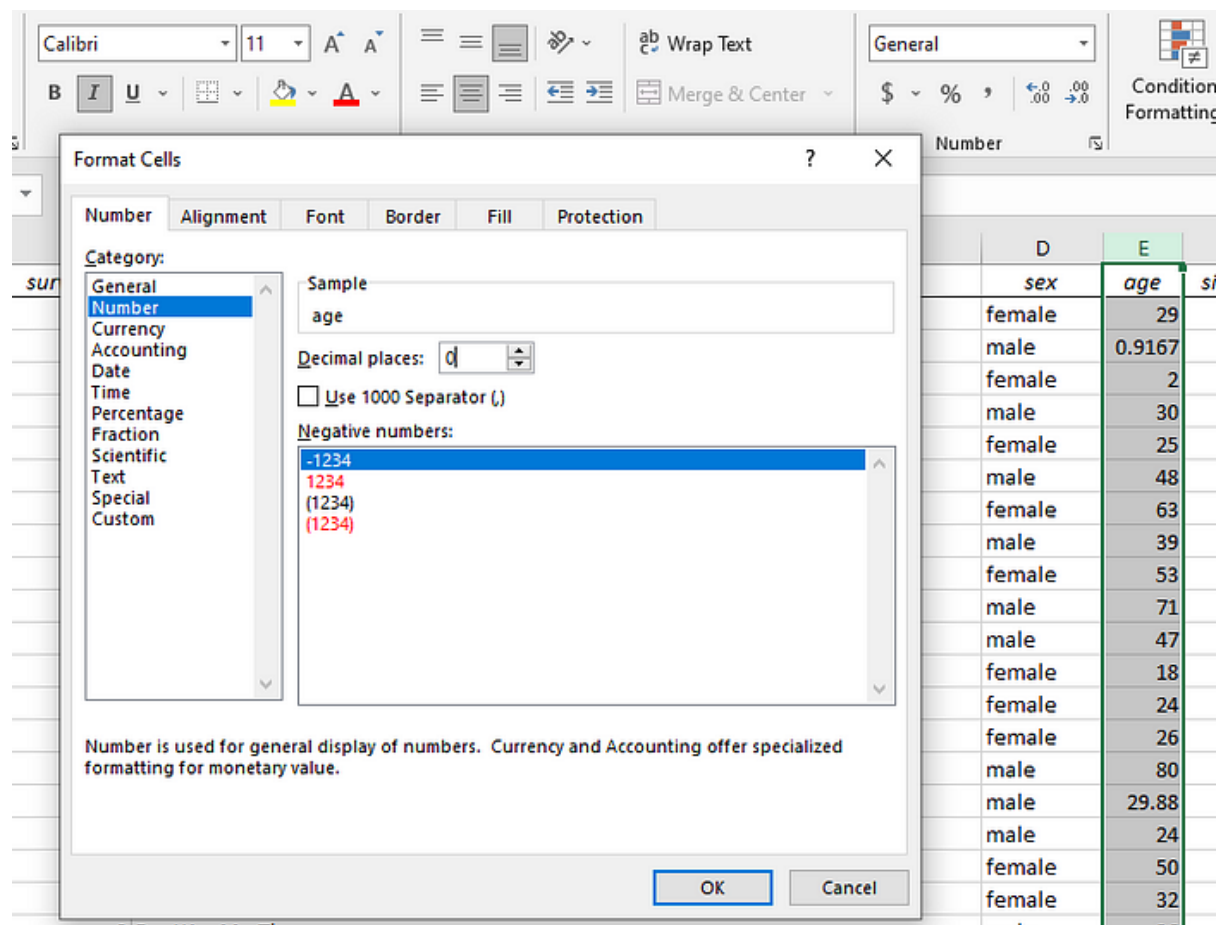 Calibri 11 A A ab c Wrap Text General
B I U A Merge & Center $ % , .0 .00 .00 .0 Condition
Formatting
Number
Format Cells ? X
Number Alignment Font Border Fill Protection
Category:
General
Number
Currency
Accounting
Date
Time
Percentage
Fraction
Scientific
Text
Special
Custom
Sample
age
Decimal places: 0
Use 1000 Separator (,)
Negative numbers:
-1234
1234
(1234)
(1234)
Number is used for general display of numbers. Currency and Accounting offer specialized
formatting for monetary value.
OK Cancel
D E
sur sex age si
female 29
male 0.9167
female 2
male 30
female 25
male 48
female 63
male 39
female 53
male 71
male 47
female 18
female 24
female 26
male 80
male 29.88
male 24
female 50
female 32